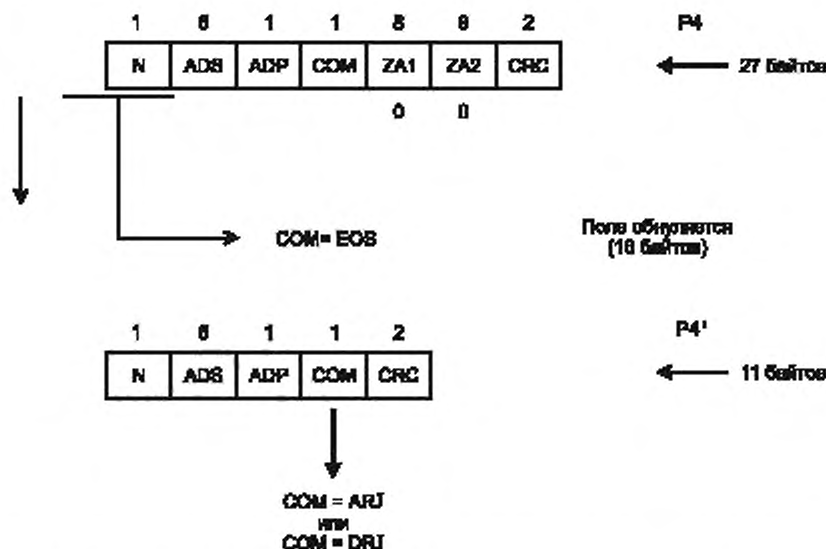 1 6 1 1 8 8 2 P4
N ADS ADP COM ZA1 ZA2 CRC 27 байтов
0 0
COM= EOS
Поле обнуляется
(16 байтов)
1 6 1 1 2 P4'
N ADS ADP COM CRC 11 байтов
COM = ARJ
или
COM = DRJ